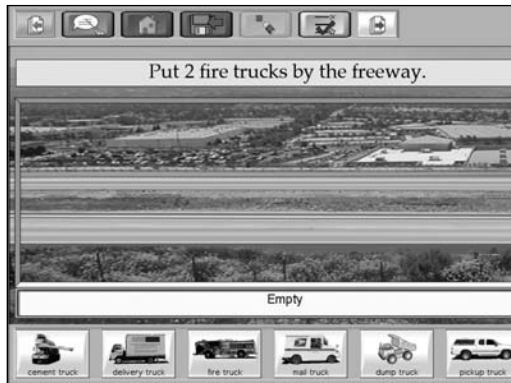 Put 2 fire trucks by the freeway.
Empty
cement truck delivery truck fire truck mail truck dump truck pickup truck